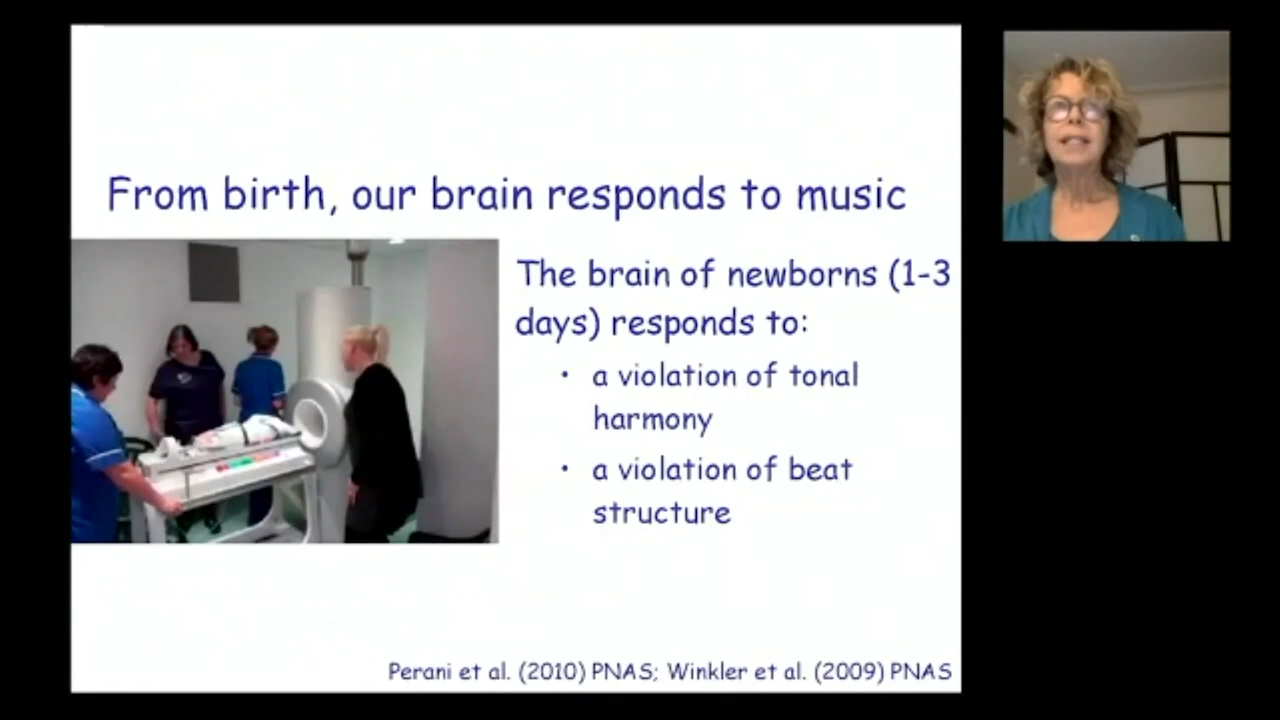 From birth, our brain responds to music
The brain of newborns (1-3
days) responds to:
• a violation of tonal
harmony
• a violation of beat
structure
Perani et al. (2010) PNAS; Winkler et al. (2009) PNAS